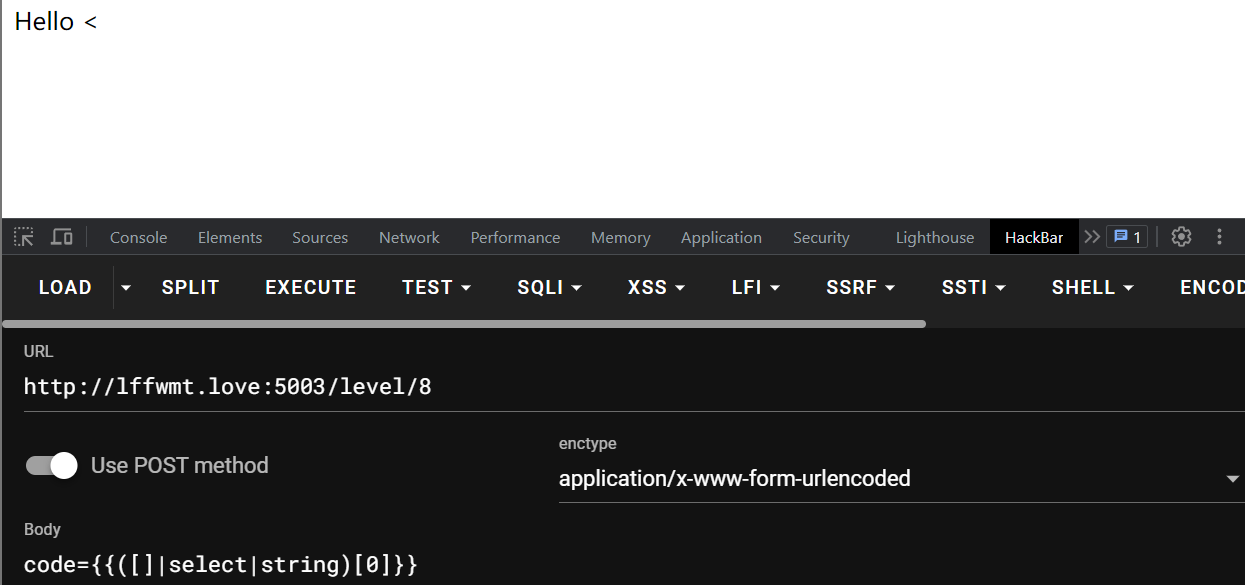 Hello <
Console Elements Sources Network Performance Memory Application Security Lighthouse HackBar 1
LOAD SPLIT EXECUTE TEST SQLI XSS LFI SSRF SSTI SHELL ENCOD
URL
http://lffwmt.love:5003/level/8
enctype
Use POST method
application/x-www-form-urlencoded
Body
code={{([]|select|string)[0]}}